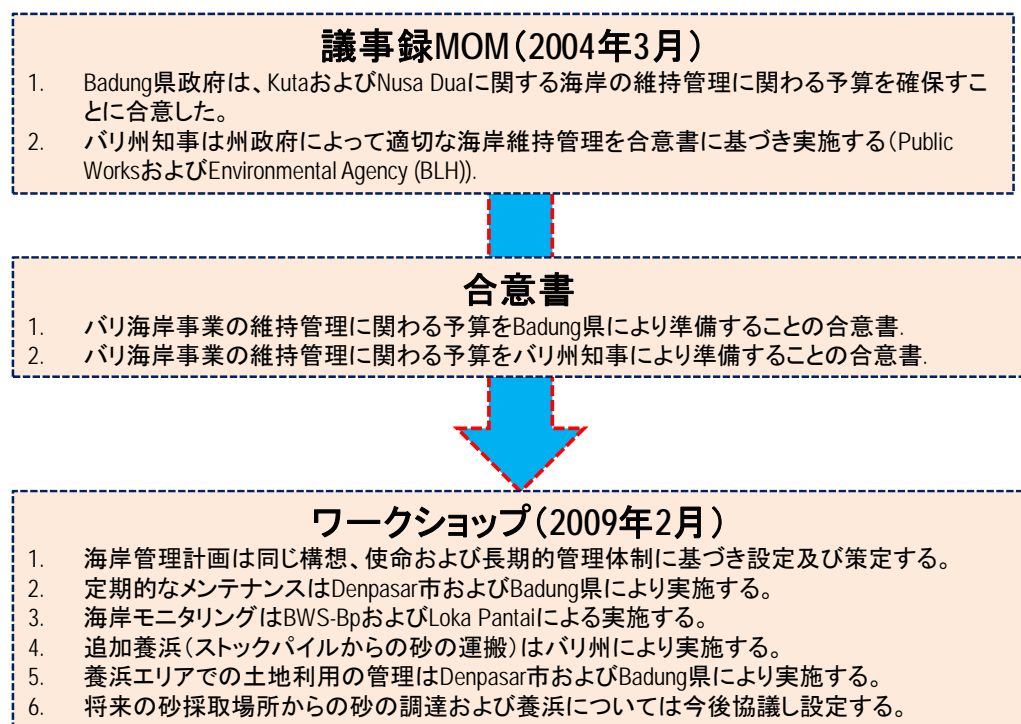 議事録MOM（2004年3月）
1. Badung県政府は、KutaおよびNusa Duaに関する海岸の維持管理に関わる予算を確保すこ
とに合意した。
2. バリ州知事は州政府によって適切な海岸維持管理を合意書に基づき実施する（Public
WorksおよびEnvironmental Agency (BLH)).
合意書
1. バリ海岸事業の維持管理に関わる予算をBadung県により準備することの合意書.
2. バリ海岸事業の維持管理に関わる予算をバリ州知事により準備することの合意書.
ワークショップ（2009年2月）
1. 海岸管理計画は同じ構想、使命および長期的管理体制に基づき設定及び策定する。
2. 定期的なメンテナンスはDenpasar市およびBadung県により実施する。
3. 海岸モニタリングはBWS-BpおよびLoka Pantaiによる実施する。
4. 追加養浜（ストックパイルからの砂の運搬）はバリ州により実施する。
5. 養浜エリアでの土地利用の管理はDenpasar市およびBadung県により実施する。
6. 将来の砂採取場所からの砂の調達および養浜については今後協議し設定する。